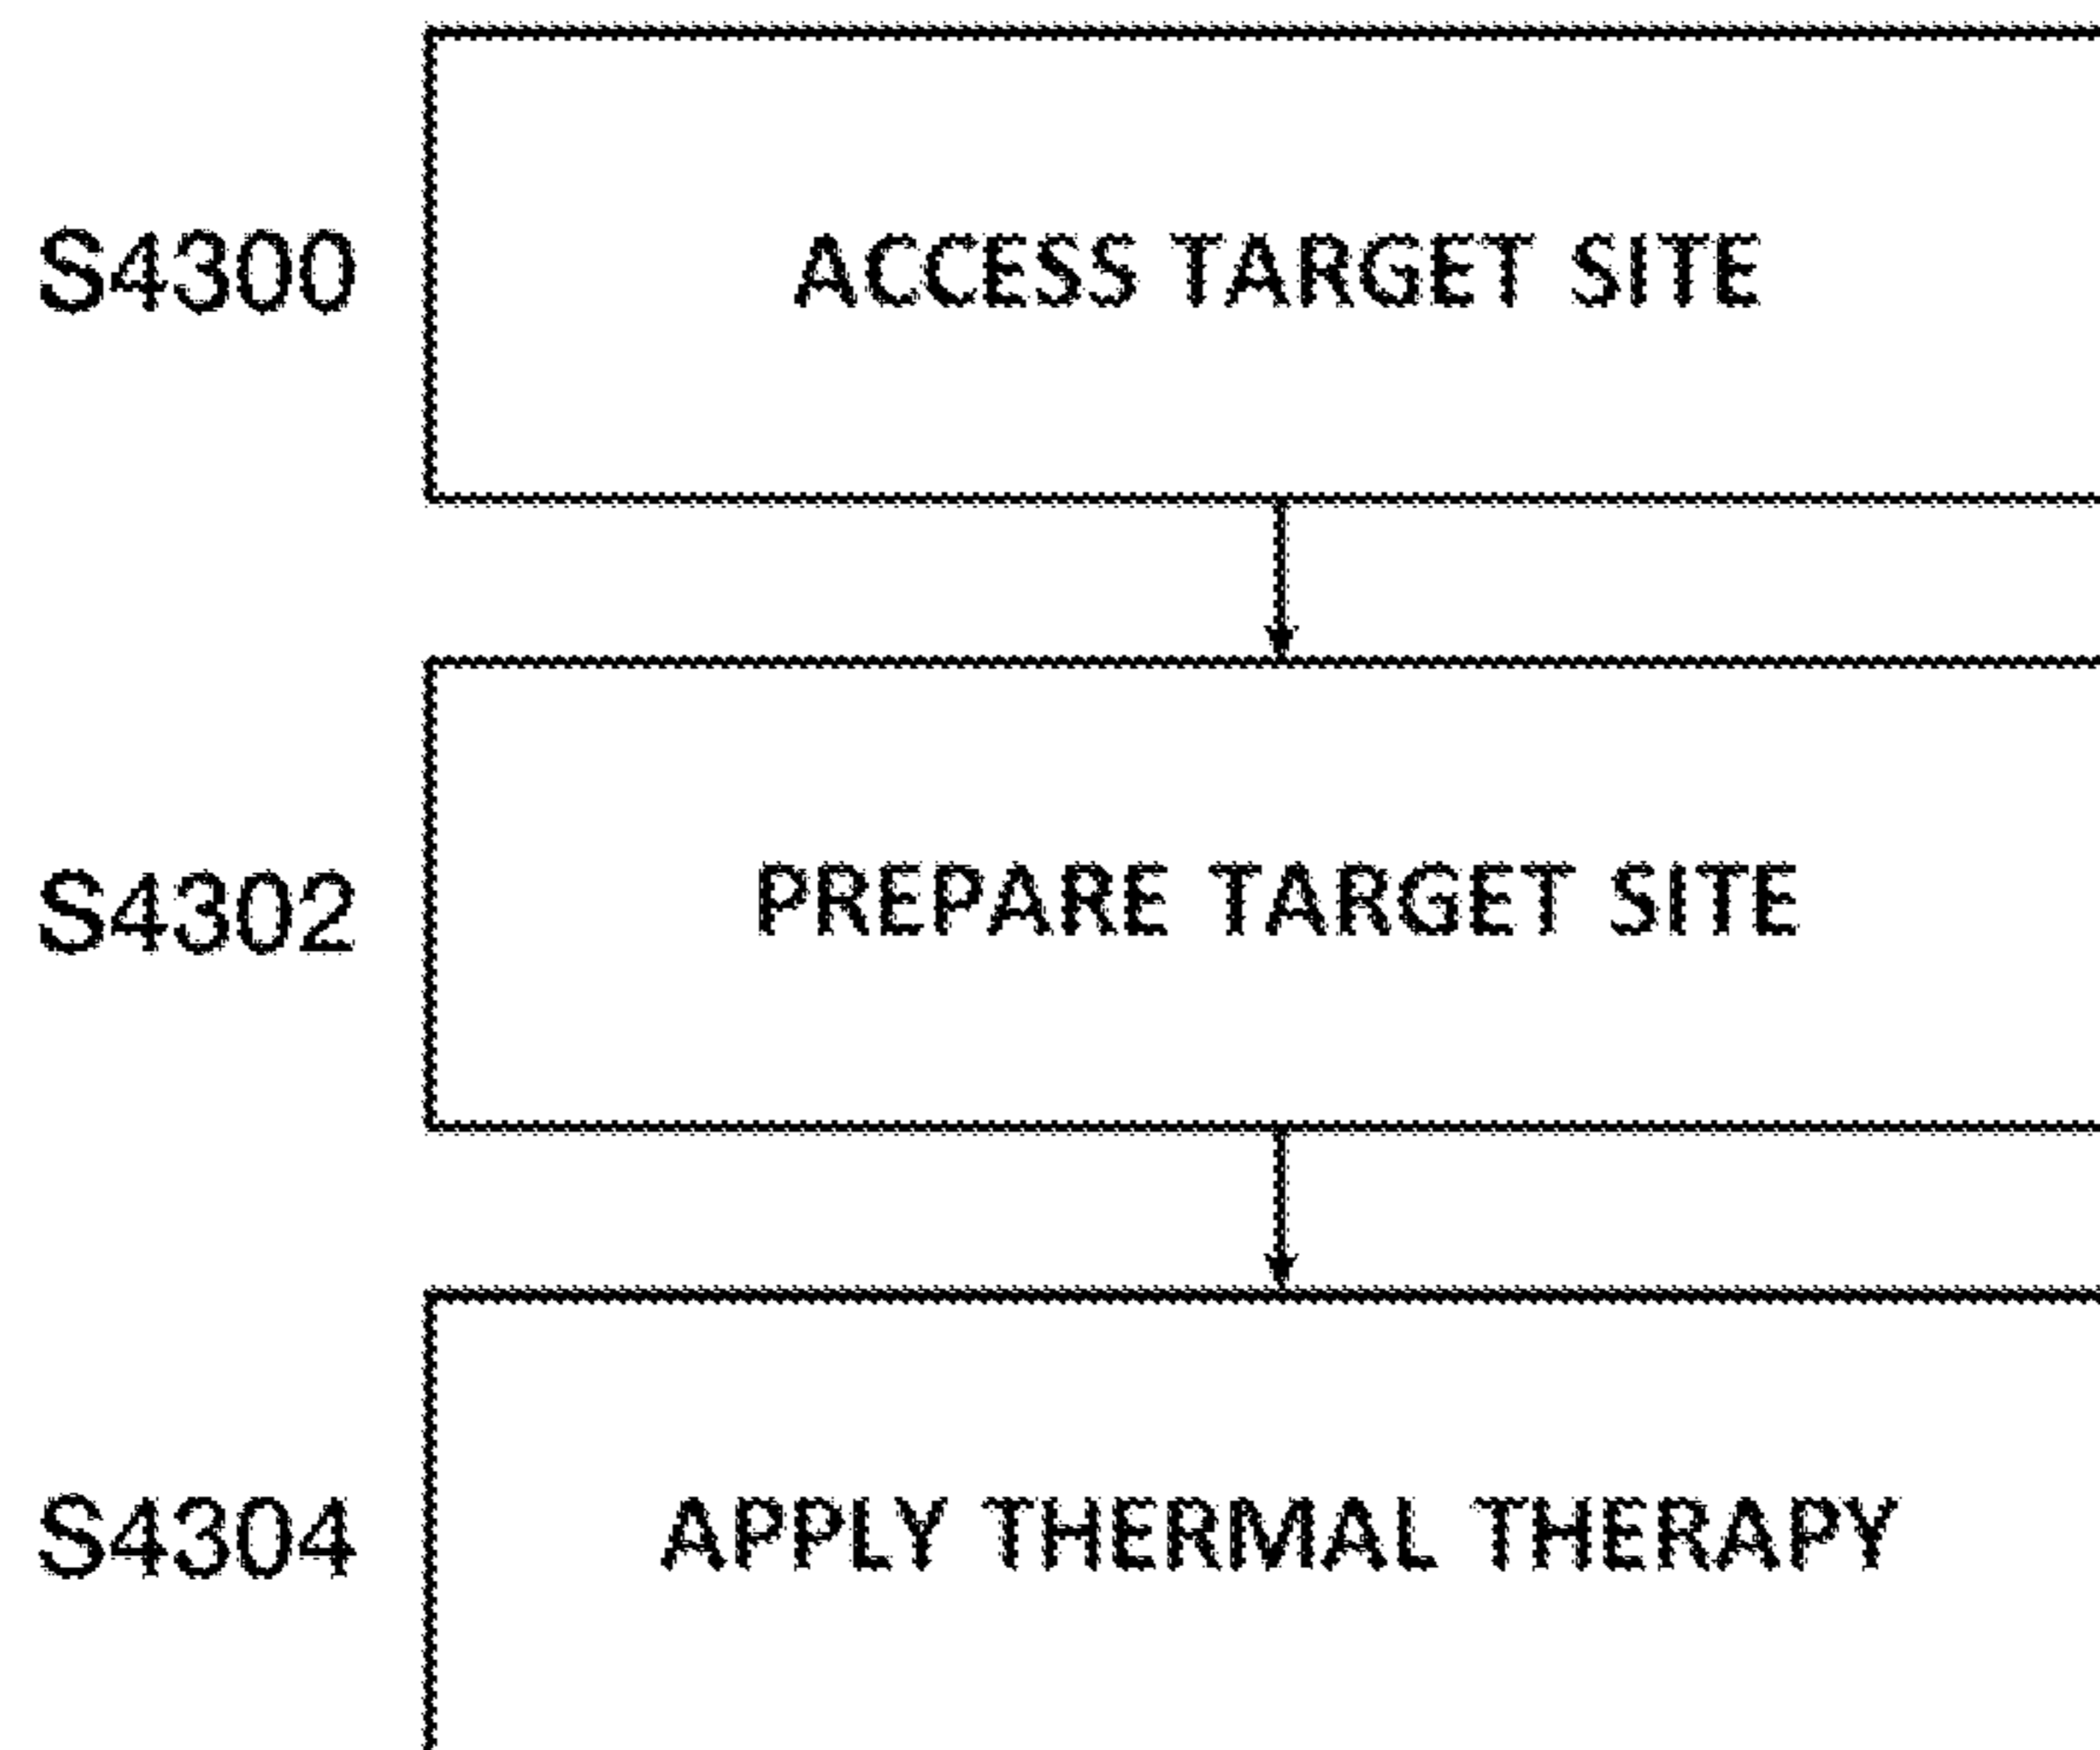 S4300 ACCESS TARGET SITE
S4302 PREPARE TARGET SITE
S4304 APPLY THERMAL THERAPY